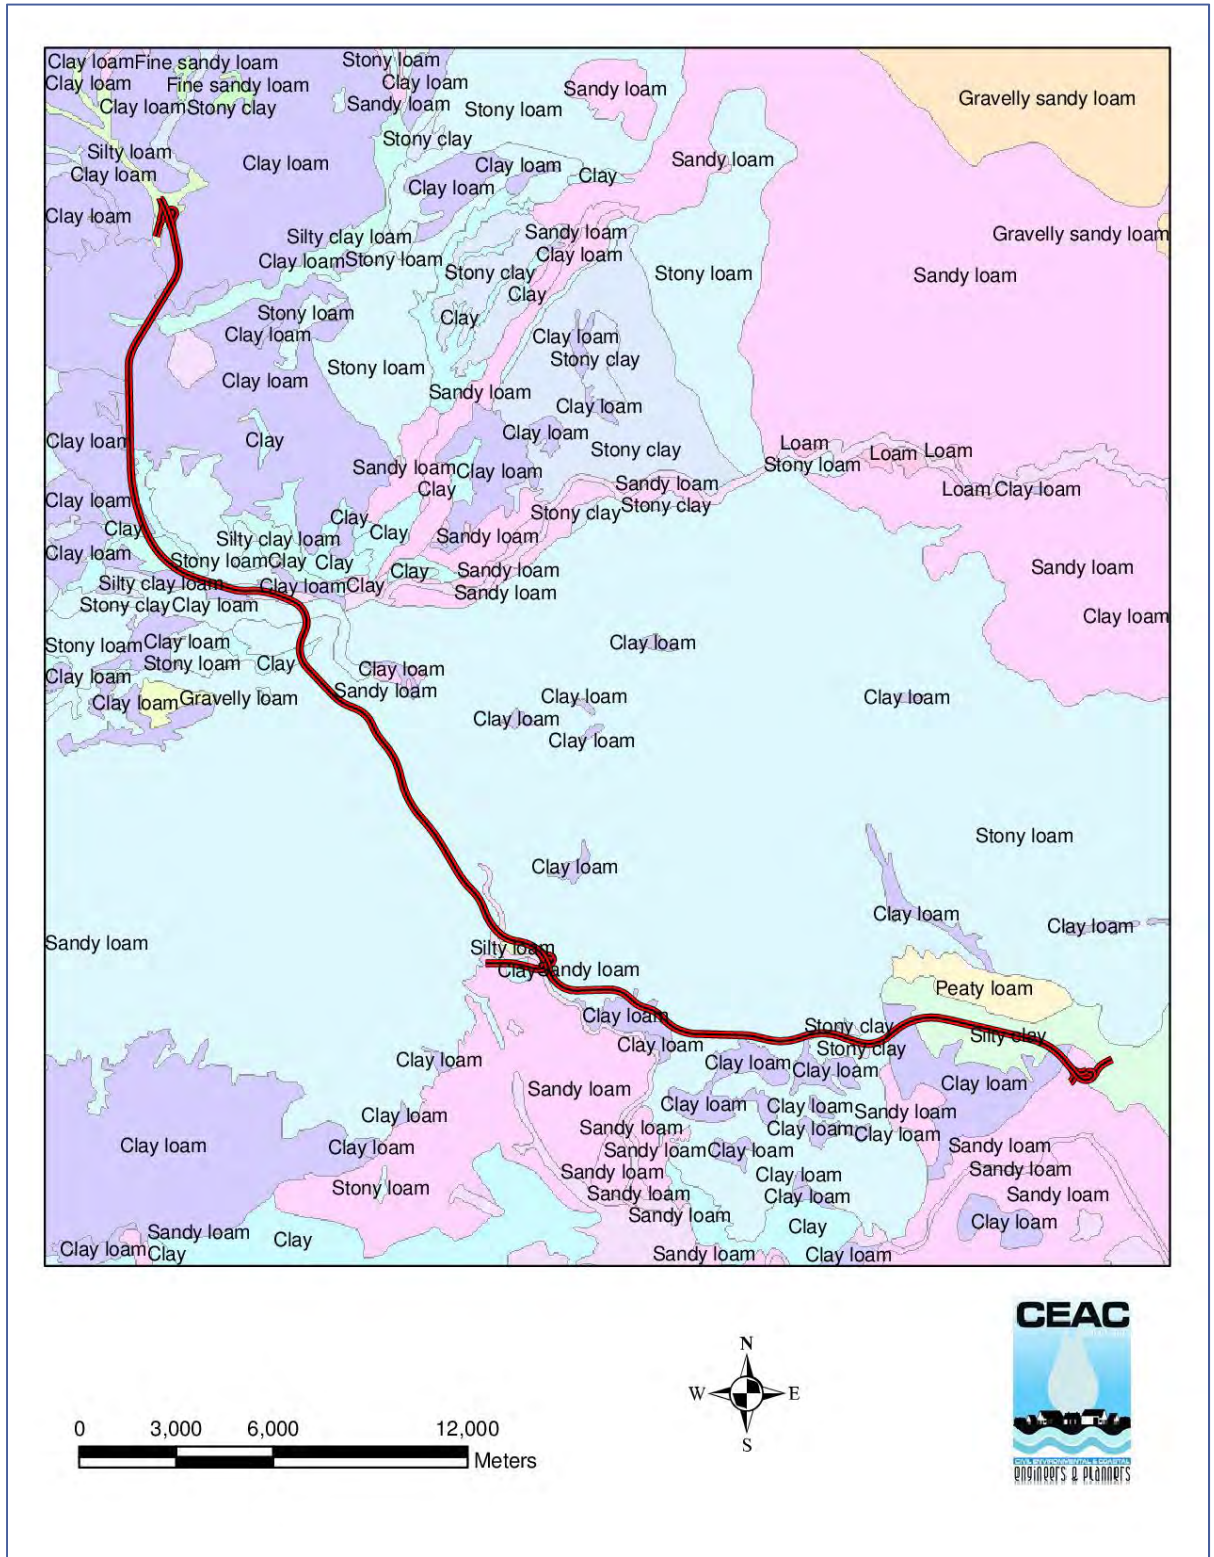 Clay loam Fine sandy loam Stony loam
Clay loam Fine sandy loam Clay loam Sandy loam
Clay loam Stony clay Sandy loam Stony loam Gravelly sandy loam
Stony clay
Silty loam Clay loam Clay loam Sandy loam
Clay loam Clay loam Clay
Clay loam
Silty clay loam Sandy loam Gravelly sandy loam
Clay loam Stony loam Clay loam
Stony clay Stony loam Sandy loam
Clay
Stony loam Clay
Clay loam Clay loam
Stony loam Stony clay
Clay loam
Sandy loam
Clay loam
Clay loam Clay Clay loam Loam
Stony clay Loam Loam
Sandy loam Clay loam Stony loam
Clay loam Clay Sandy loam Loam Clay loam
Clay Stony clay Stony clay
Clay Clay
Silty clay loam Sandy loam
Clay loam Stony loam Clay Clay
Silty clay loam Clay loam Clay Clay Sandy loam Sandy loam
Stony clay Clay loam Sandy loam
Clay loam
Stony loam Clay loam Clay loam
Stony loam Clay Clay loam
Clay loam Sandy loam
Clay loam Gravelly loam Clay loam Clay loam
Clay loam
Clay loam
Stony loam
Clay loam
Clay loam
Clay loam
Sandy loam Silty loam
Clay Sandy loam
Peaty loam
Clay loam Stony clay
Silty clay
Clay loam Stony clay
Clay loam Clay loam Clay loam
Sandy loam Clay loam
Clay loam Clay loam Clay loam Sandy loam
Sandy loam Clay loam Clay loam
Clay loam Clay loam Sandy loam Clay loam Sandy loam
Sandy loam Clay loam Sandy loam
Stony loam Sandy loam Clay loam Sandy loam
Sandy loam Clay loam
Sandy loam Clay Clay
Clay loam Clay Sandy loam Clay loam
CEAC
N
W E
S
0 3,000 6,000 12,000
Meters
CIVIL ENVIRONMENTAL & COASTAL
engineers & planners